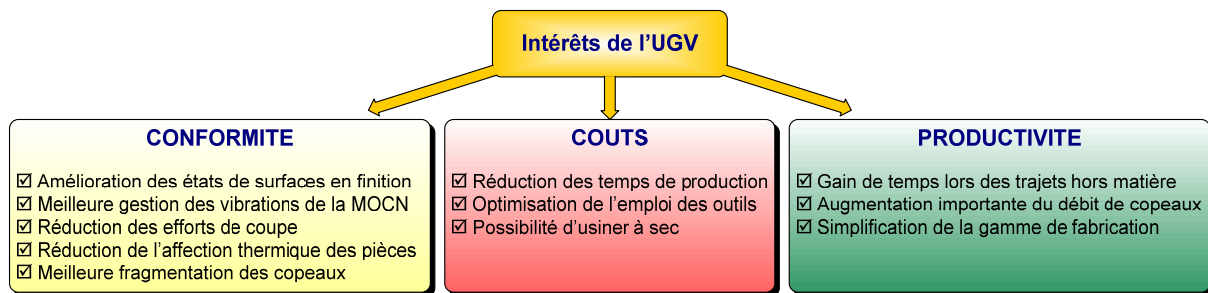 Intérêts de l'UGV
CONFORMITE
☑ Amélioration des états de surfaces en finition
☑ Meilleure gestion des vibrations de la MOCN
☑ Réduction des efforts de coupe
☑ Réduction de l'affection thermique des pièces
☑ Meilleure fragmentation des copeaux
COUTS
☑ Réduction des temps de production
☑ Optimisation de l'emploi des outils
☑ Possibilité d'usiner à sec
PRODUCTIVITE
☑ Gain de temps lors des trajets hors matière
☑ Augmentation importante du débit de copeaux
☑ Simplification de la gamme de fabrication